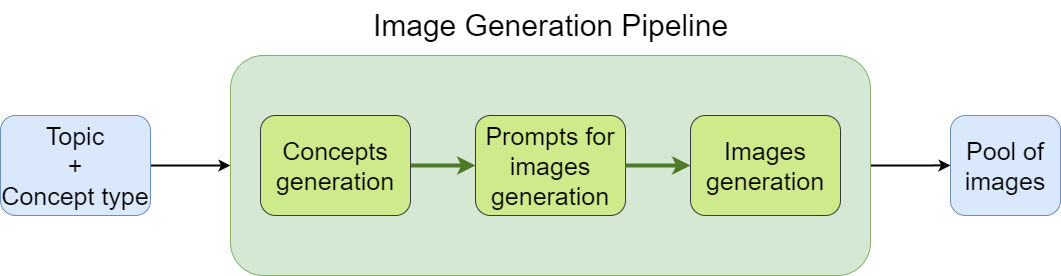 Image Generation Pipeline
Topic
+
Concept type
Concepts
generation
Prompts for
images
generation
Images
generation
Pool of
images